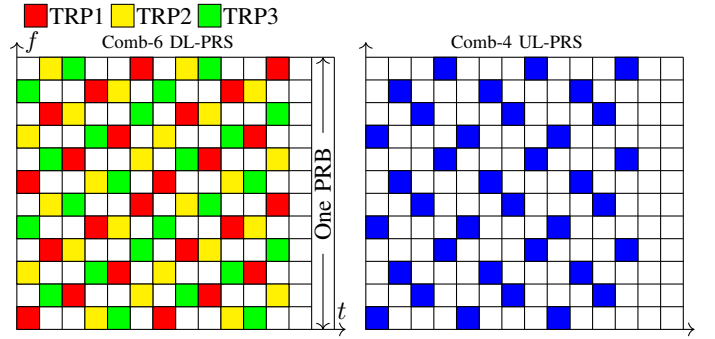 TRP1 TRP2 TRP3
f Comb-6 DL-PRS Comb-4 UL-PRS
One PRB
t